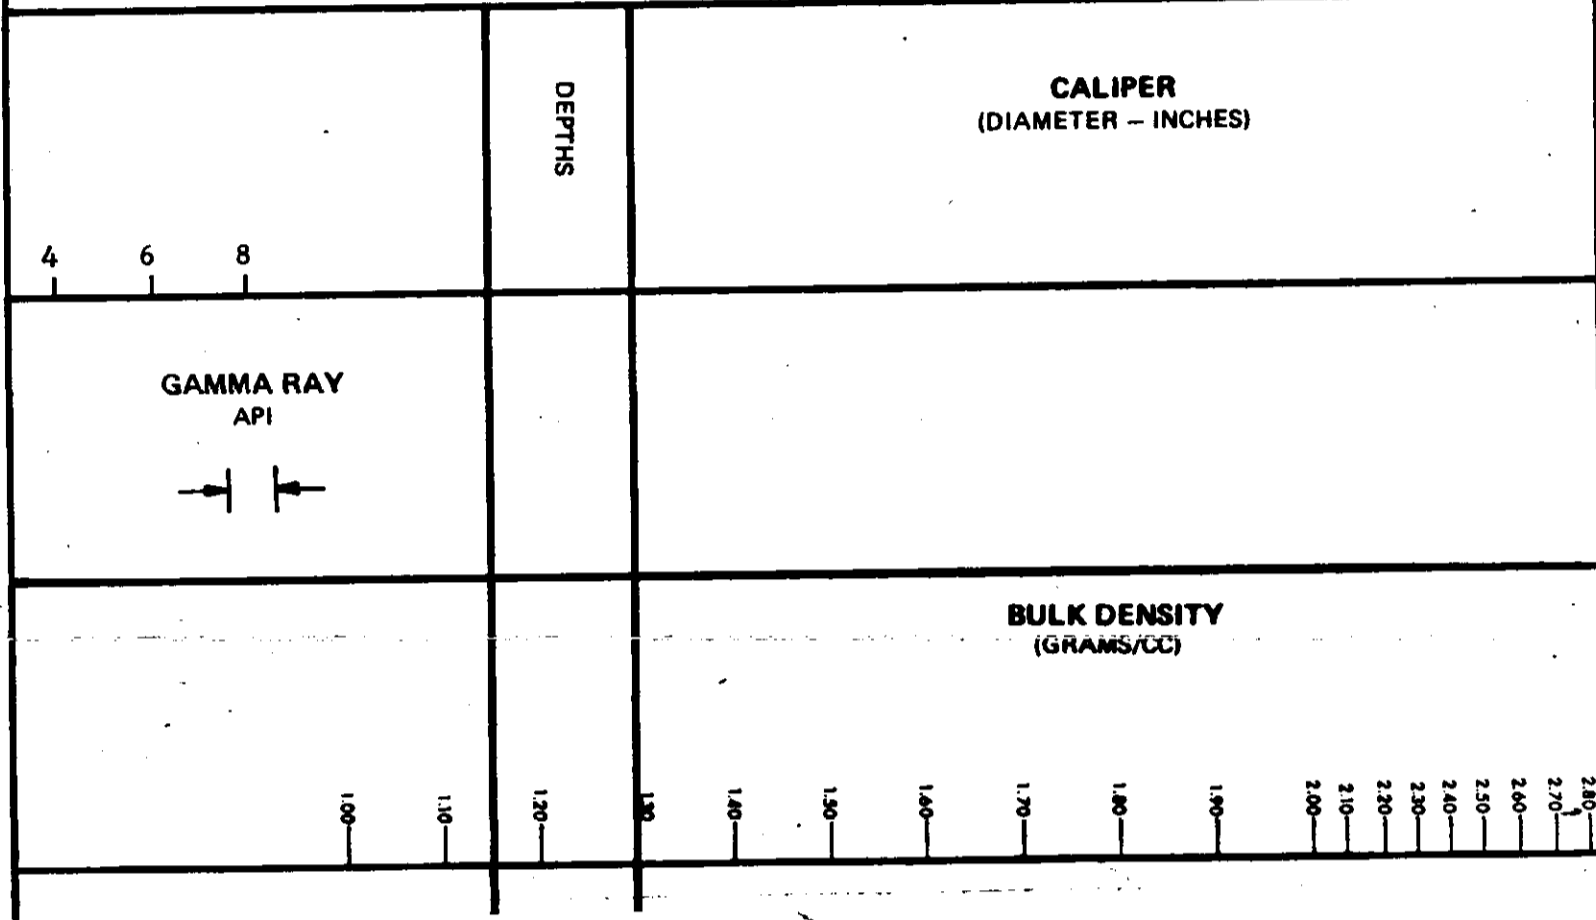 DEPTHS
CALIPER
(DIAMETER – INCHES)
4 6 8
GAMMA RAY
API
BULK DENSITY
(GRAMS/CC)
1.00 1.10 1.20 1.30 1.40 1.50 1.60 1.70 1.80 1.90 2.00 2.10 2.20 2.30 2.40 2.50 2.60 2.70 2.80